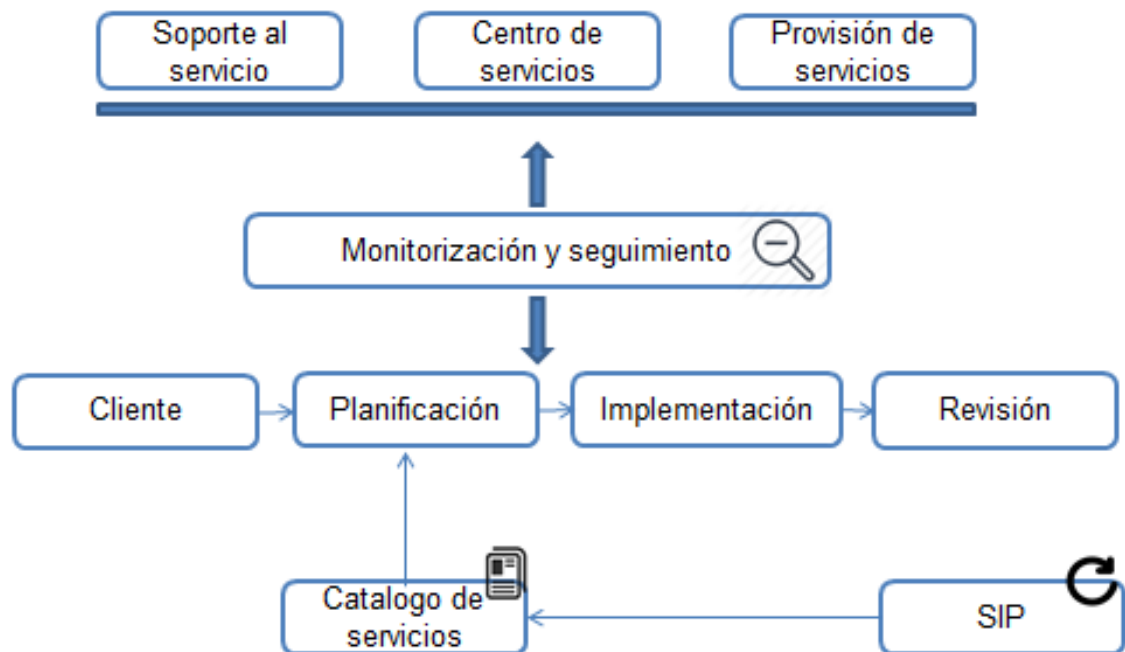 Soporte al
servicio
Centro de
servicios
Provisión de
servicios
Monitorización y seguimiento
Cliente
Planificación
Implementación
Revisión
Catalogo de
servicios
SIP